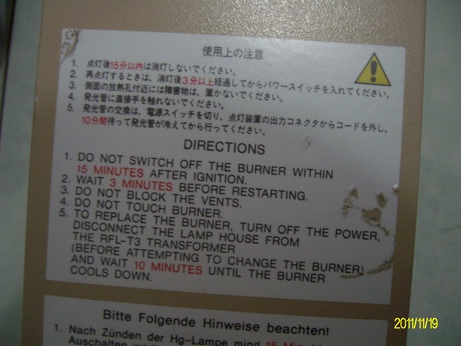 使用上の注意
1. 点灯後15分以内は消灯しないでください。
2. 再点灯するときは、消灯後3分以上経過してからパワースイッチを入れてください。
3. 側面の放熱孔付近には障害物は、置かないでください。
4. 発光管に直接手を触れないでください。
5. 発光管の交換は、電源スイッチを切り、点灯装置の出力コネクタからコードを外し、
10分間待って発光管が冷えてから行ってください。
DIRECTIONS
1. DO NOT SWITCH OFF THE BURNER WITHIN
15 MINUTES AFTER IGNITION.
2. WAIT 3 MINUTES BEFORE RESTARTING.
3. DO NOT BLOCK THE VENTS.
4. DO NOT TOUCH BURNER.
5. TO REPLACE THE BURNER, TURN OFF THE POWER,
DISCONNECT THE LAMP HOUSE FROM
THE RFL-T3 TRANSFORMER
(BEFORE ATTEMPTING TO CHANGE THE BURNER)
AND WAIT 10 MINUTES UNTIL THE BURNER
COOLS DOWN.
Bitte Folgende Hinweise beachten!
1. Nach Zünden der Hg-Lampe mind 15
Auschalten
2011/11/19